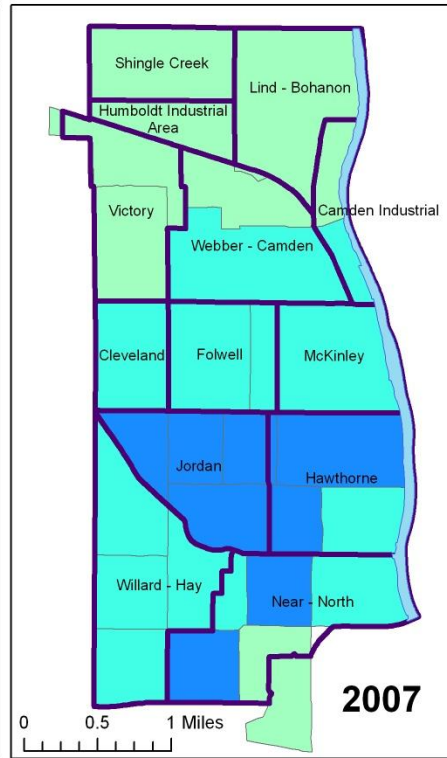 Shingle Creek
Lind - Bohanon
Humboldt Industrial
Area
Victory
Camden Industrial
Webber - Camden
Cleveland
Folwell
McKinley
Jordan
Hawthorne
Willard - Hay
Near - North
2007
0 0.5 1 Miles